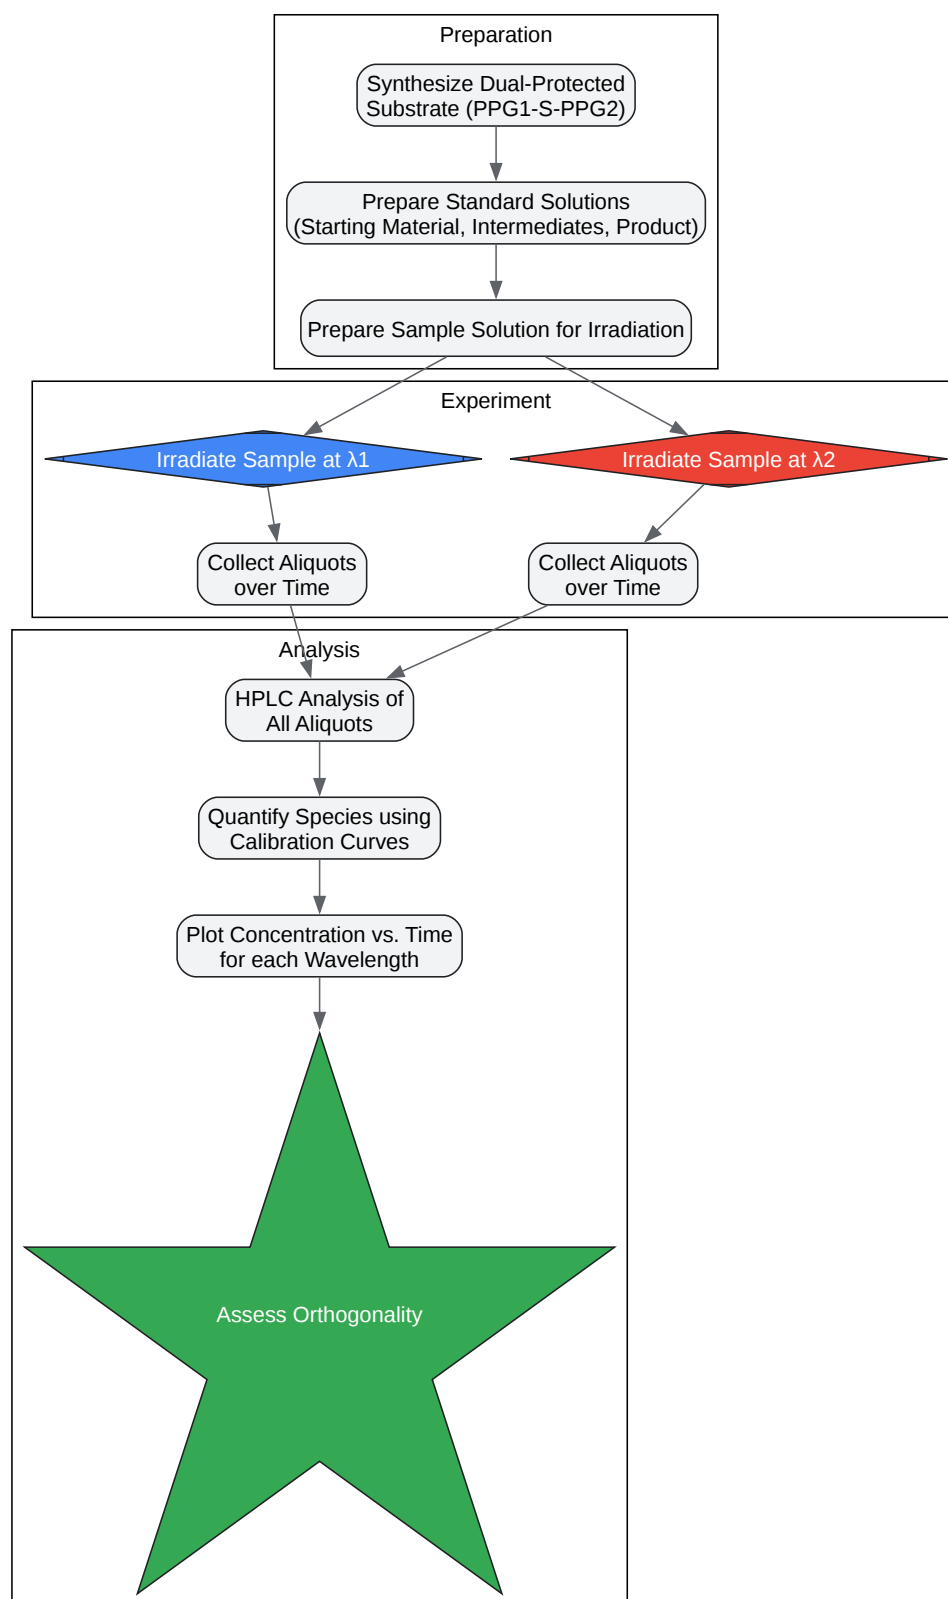 Preparation
Synthesize Dual-Protected
Substrate (PPG1-S-PPG2)
Prepare Standard Solutions
(Starting Material, Intermediates, Product)
Prepare Sample Solution for Irradiation
Experiment
Irradiate Sample at λ1
Irradiate Sample at λ2
Collect Aliquots
over Time
Collect Aliquots
over Time
Analysis
HPLC Analysis of
All Aliquots
Quantify Species using
Calibration Curves
Plot Concentration vs. Time
for each Wavelength
Assess Orthogonality